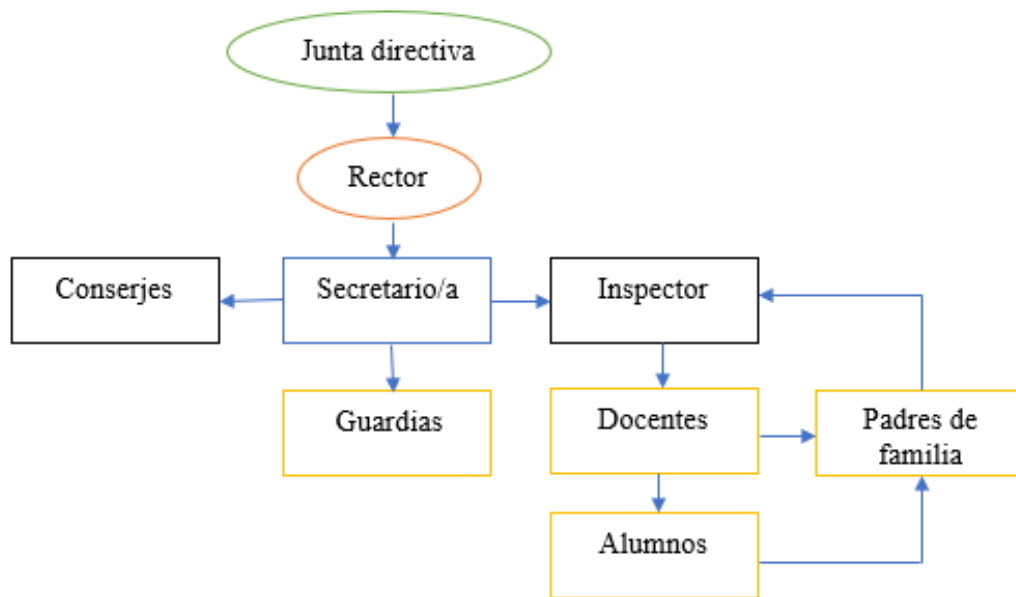 Junta directiva
Rector
Conserjes
Secretario/a
Inspector
Guardias
Docentes
Padres de
familia
Alumnos